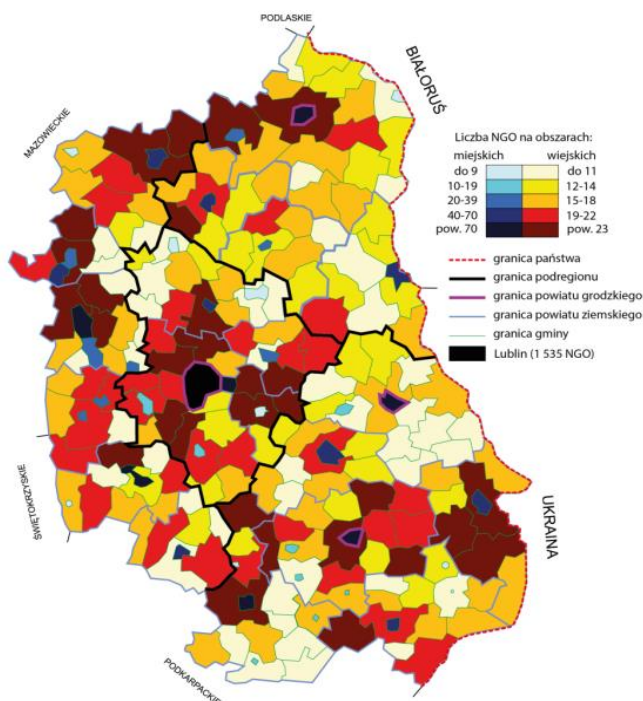 PODLASKIE
BIAŁORUŚ
MAZOWIECKIE
Liczba NGO na obszarach:
miejskich wiejskich
do 9 do 11
10-19 12-14
20-39 15-18
40-70 19-22
pow. 70 pow. 23
granica państwa
granica podregionu
granica powiatu grodzkiego
granica powiatu ziemskiego
granica gminy
Lublin (1 535 NGO)
ŚWIĘTOKRZYSKIE
UKRAINA
PODKARPACKIE